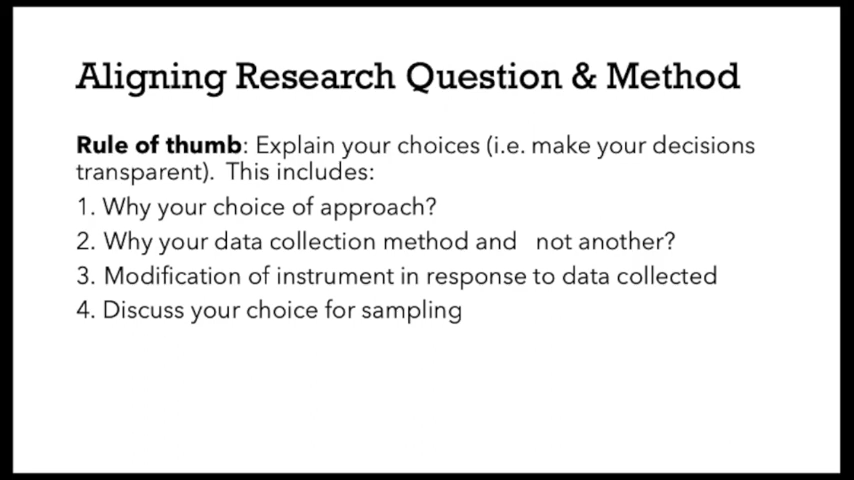 Aligning Research Question & Method
Rule of thumb: Explain your choices (i.e. make your decisions
transparent). This includes:
1. Why your choice of approach?
2. Why your data collection method and not another?
3. Modification of instrument in response to data collected
4. Discuss your choice for sampling